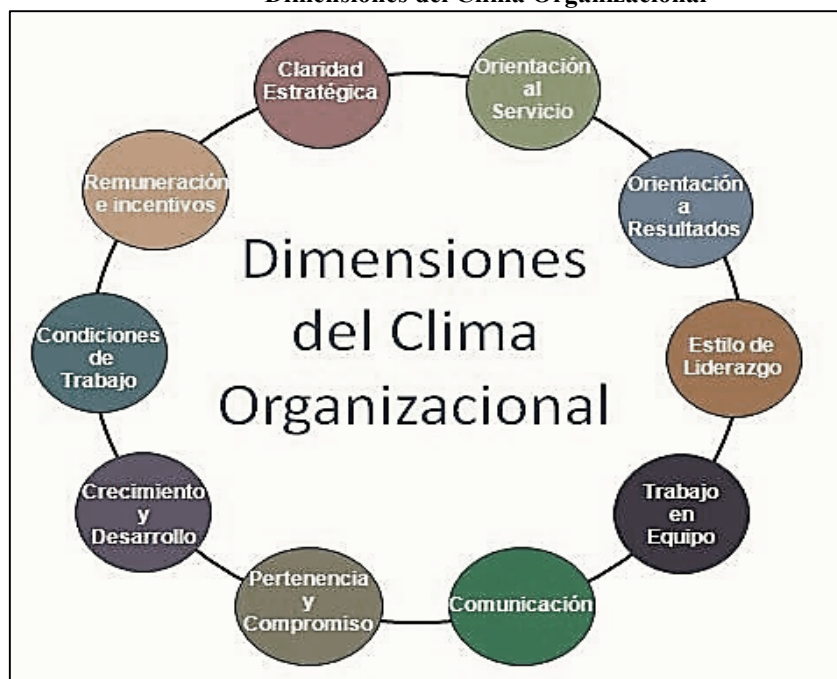 Dimensiones del Clima Organizacional
Claridad
Estratégica
Orientación
al
Servicio
Orientación
a
Resultados
Estilo de
Liderazgo
Trabajo
en
Equipo
Comunicación
Pertenencia
y
Compromiso
Crecimiento
y
Desarrollo
Condiciones
de
Trabajo
Remuneración
e incentivos
Dimensiones
del Clima
Organizacional